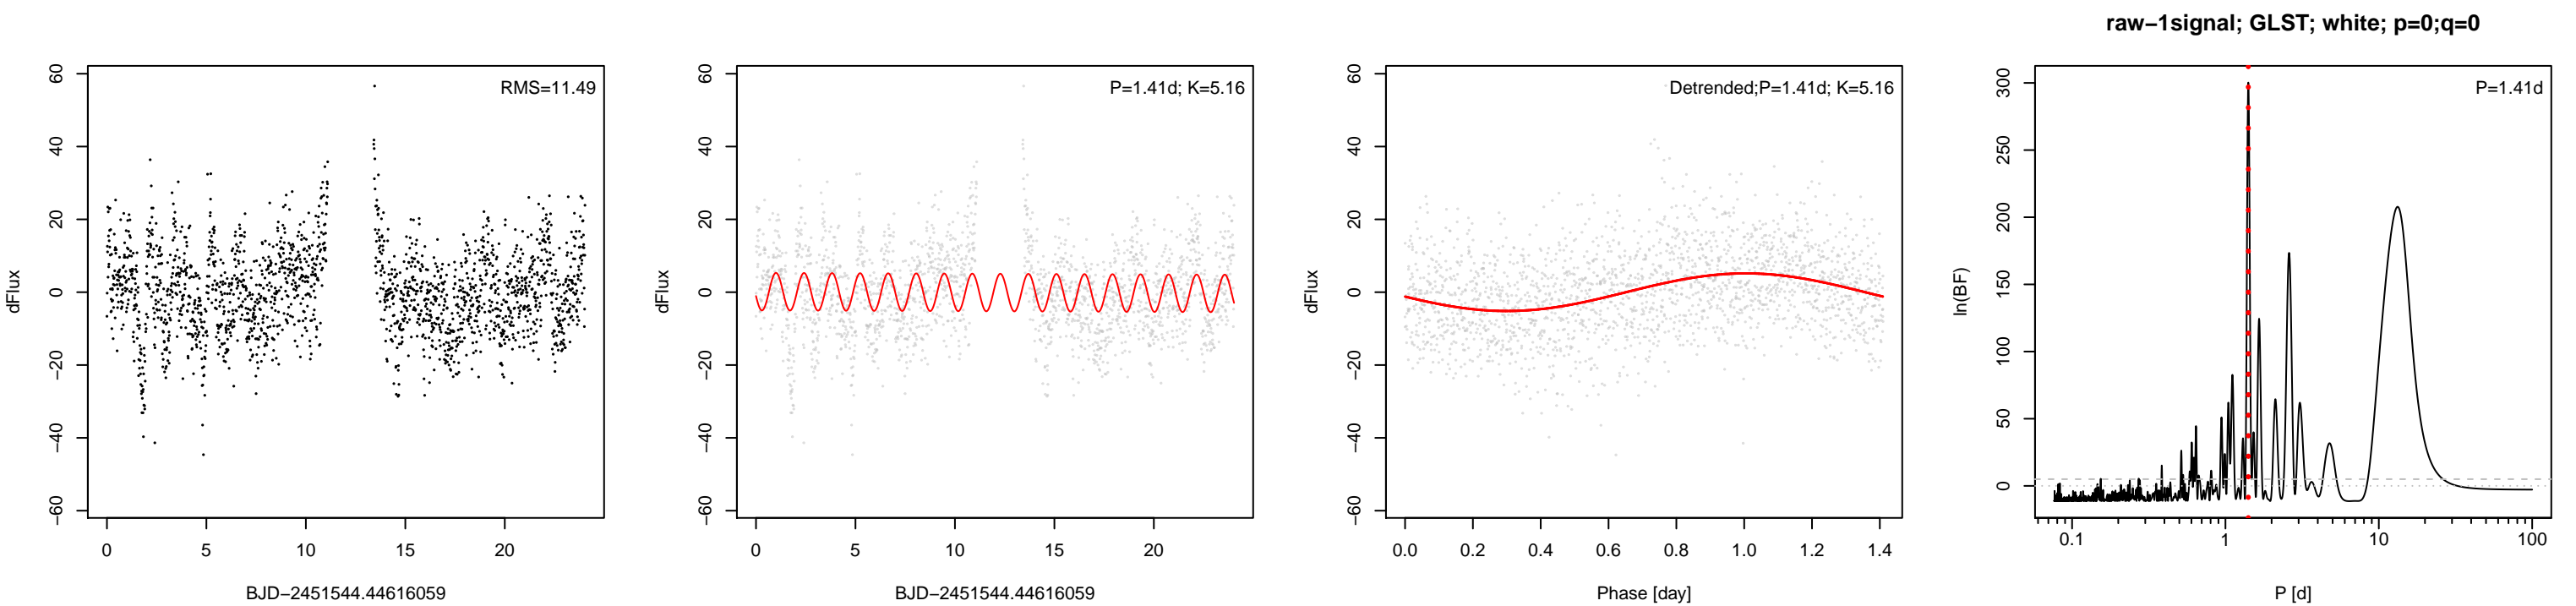 raw−1signal; GLST; white; p=0;q=0
dFlux
60
40
20
0
−20
−40
−60
RMS=11.49
0 5 10 15 20
BJD−2451544.44616059
dFlux
60
40
20
0
−20
−40
−60
P=1.41d; K=5.16
0 5 10 15 20
BJD−2451544.44616059
dFlux
60
40
20
0
−20
−40
−60
Detrended;P=1.41d; K=5.16
0.0 0.2 0.4 0.6 0.8 1.0 1.2 1.4
Phase [day]
ln(BF)
300
250
200
150
100
50
0
P=1.41d
0.1 1 10 100
P [d]